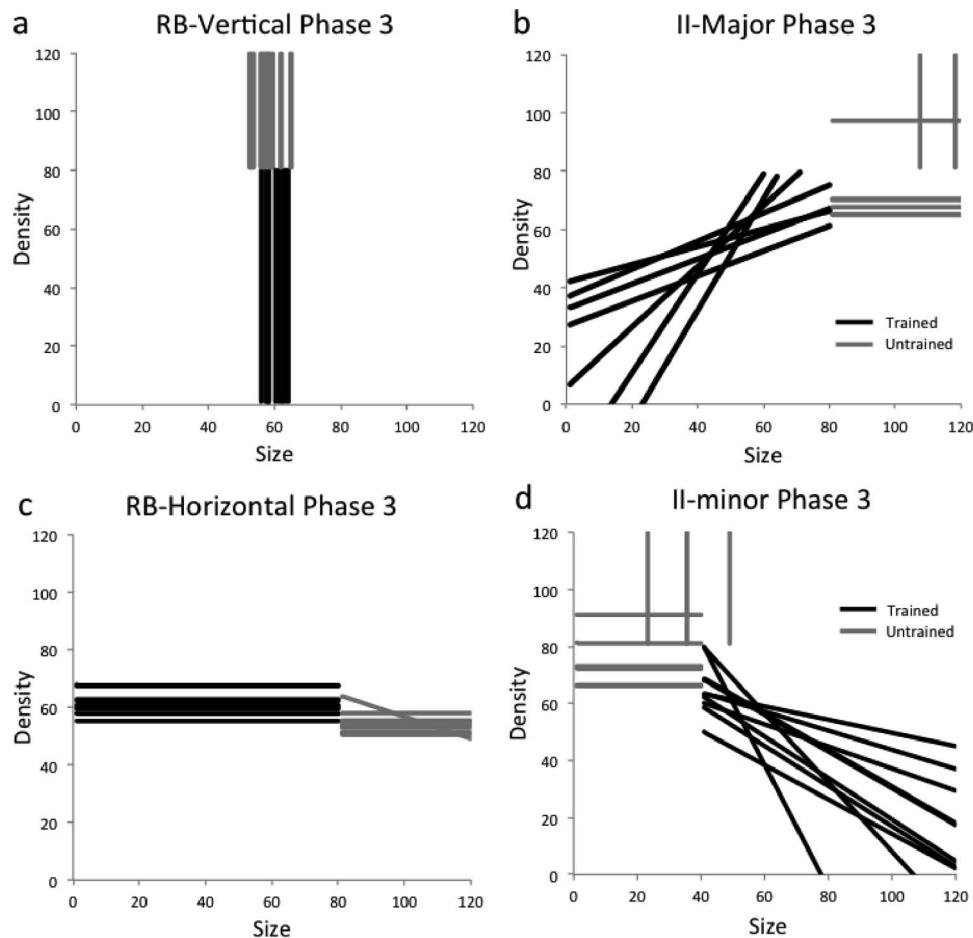 a
RB-Vertical Phase 3
120
100
80
60
40
20
0
Density
0 20 40 60 80 100 120
Size
b
II-Major Phase 3
120
100
80
60
40
20
0
Density
Trained
Untrained
0 20 40 60 80 100 120
Size
c
RB-Horizontal Phase 3
120
100
80
60
40
20
0
Density
0 20 40 60 80 100 120
Size
d
II-minor Phase 3
120
100
80
60
40
20
0
Density
Trained
Untrained
0 20 40 60 80 100 120
Size